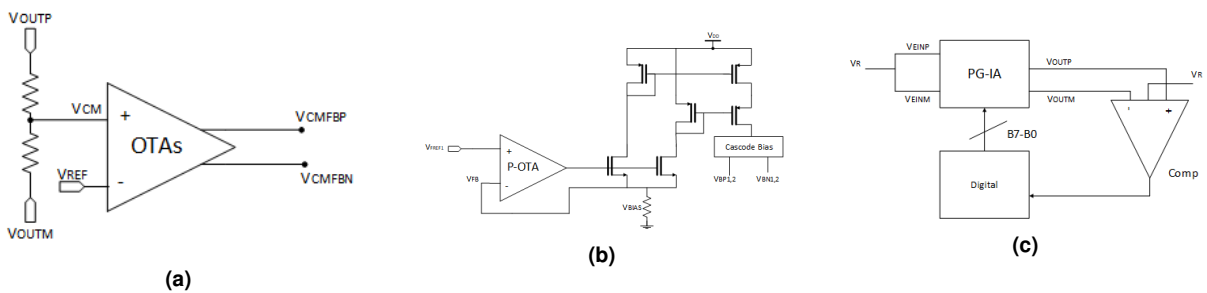 VOUTP
VCM
+
OTAs
VREF
-
VOUTM
VCMFBP
VCMFBN
(a)
VDD
VREF1
+
P-OTA
VFB
-
VBIAS
Cascode Bias
VBP1,2
VBN1,2
(b)
VR
VEINP
VEINM
PG-IA
VOUTP
VOUTM
VR
-
+
B7-B0
Digital
Comp
(c)